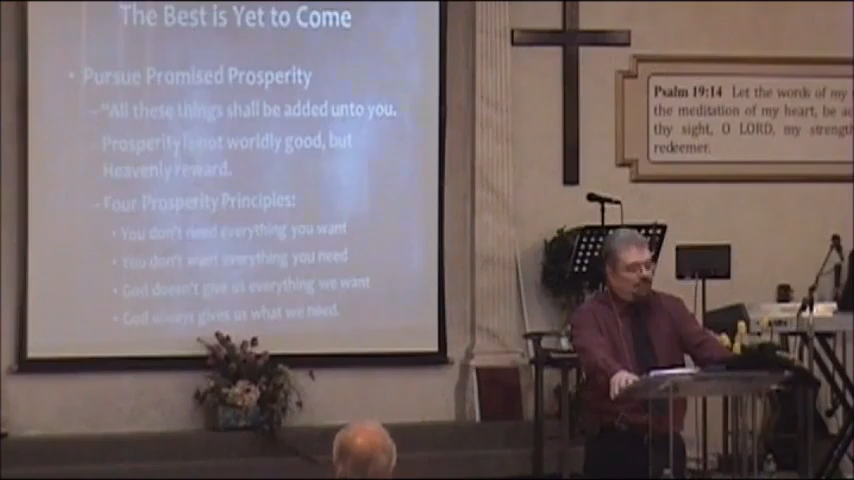 The Best is Yet to Come
• Pursue Promised Prosperity
– "All these things shall be added unto you.
– Prosperity is not worldly good, but
Heavenly reward.
– Four Prosperity Principles:
• You don't need everything you want
• You don't want everything you need
• God doesn't give us everything we want
• God always gives us what we need.
Psalm 19:14 Let the words of my
the meditation of my heart, be
thy sight, O LORD, my strength
redeemer.